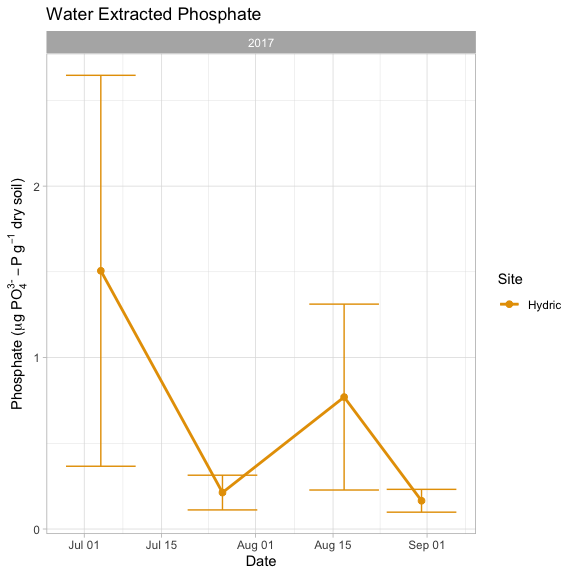 Water Extracted Phosphate
2017
Phosphate (μg PO₄³⁻ – P g⁻¹ dry soil)
2
1
0
Jul 01 Jul 15 Aug 01 Aug 15 Sep 01
Date
Site
Hydric